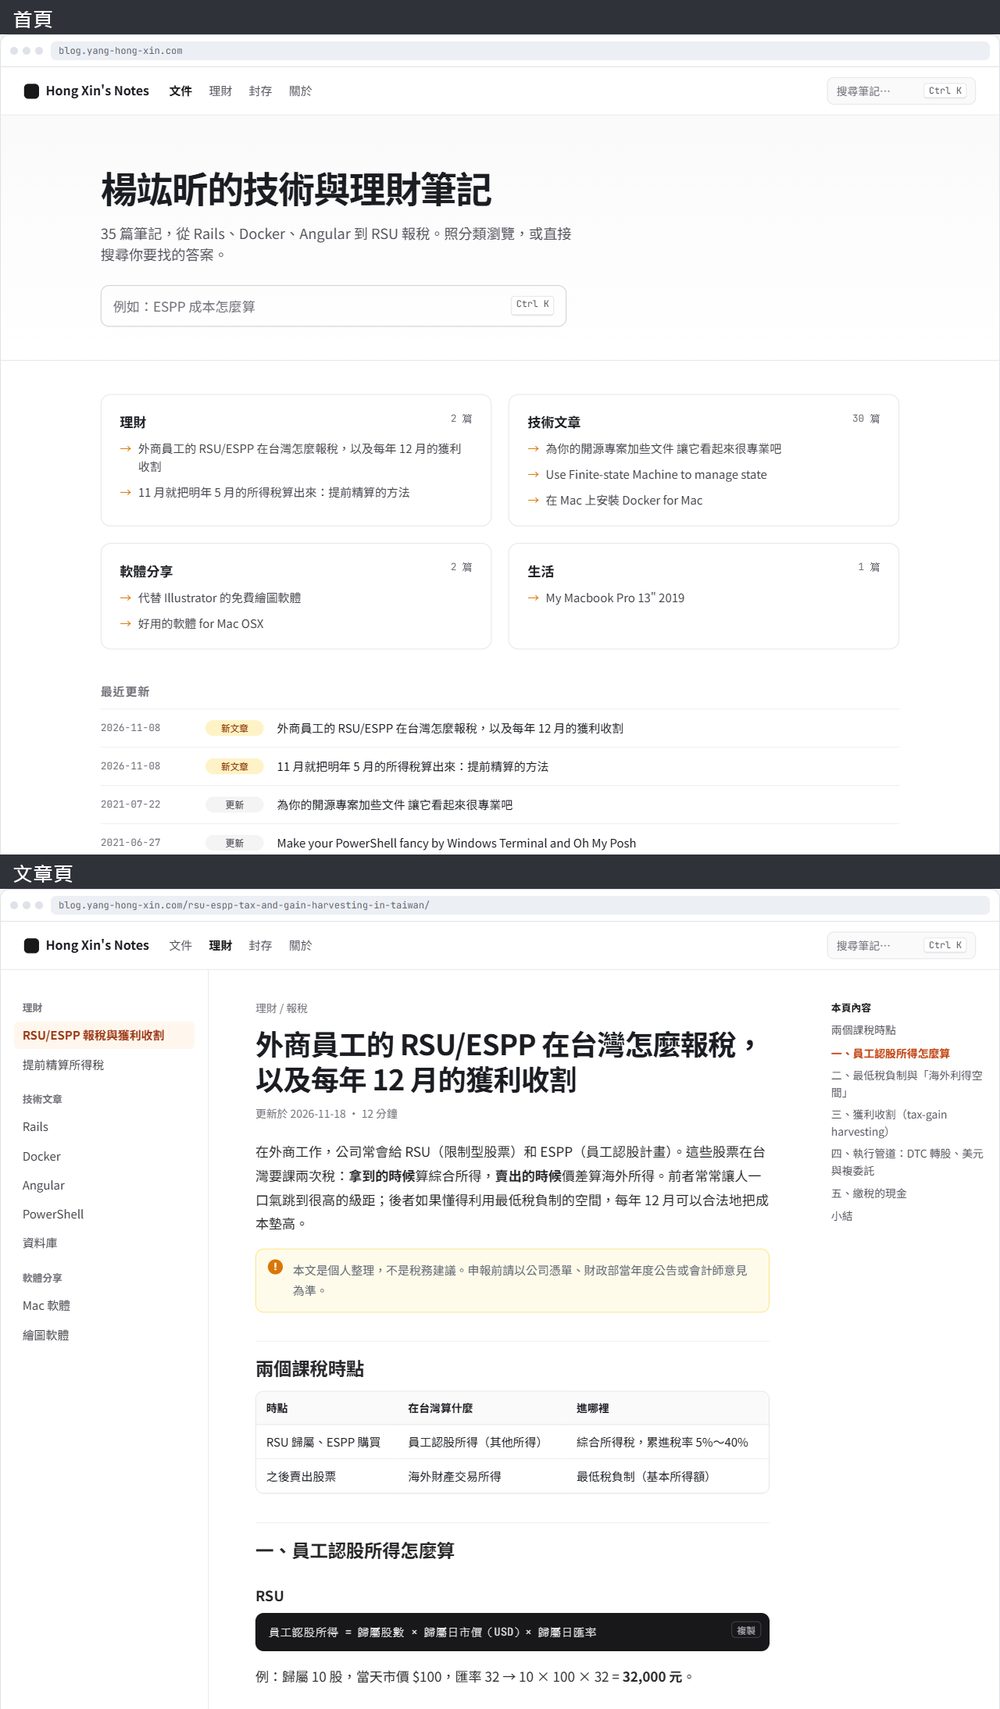 首頁
blog.yang-hong-xin.com
Hong Xin's Notes 文件 理財 封存 關於 搜尋筆記… Ctrl K
楊竑昕的技術與理財筆記
35 篇筆記，從 Rails、Docker、Angular 到 RSU 報稅。照分類瀏覽，或直接
搜尋你要找的答案。
例如：ESPP 成本怎麼算 Ctrl K
理財 2 篇
→ 外商員工的 RSU/ESPP 在台灣怎麼報稅，以及每年 12 月的獲利
收割
→ 11 月就把明年 5 月的所得稅算出來：提前精算的方法
技術文章 30 篇
→ 為你的開源專案加些文件 讓它看起來很專業吧
→ Use Finite-state Machine to manage state
→ 在 Mac 上安裝 Docker for Mac
軟體分享 2 篇
→ 代替 Illustrator 的免費繪圖軟體
→ 好用的軟體 for Mac OSX
生活 1 篇
→ My Macbook Pro 13" 2019
最近更新
2026-11-08 新文章 外商員工的 RSU/ESPP 在台灣怎麼報稅，以及每年 12 月的獲利收割
2026-11-08 新文章 11 月就把明年 5 月的所得稅算出來：提前精算的方法
2021-07-22 更新 為你的開源專案加些文件 讓它看起來很專業吧
2021-06-27 更新 Make your PowerShell fancy by Windows Terminal and Oh My Posh
文章頁
blog.yang-hong-xin.com/rsu-espp-tax-and-gain-harvesting-in-taiwan/
Hong Xin's Notes 文件 理財 封存 關於 搜尋筆記… Ctrl K
理財
RSU/ESPP 報稅與獲利收割
提前精算所得稅
技術文章
Rails
Docker
Angular
PowerShell
資料庫
軟體分享
Mac 軟體
繪圖軟體
理財 / 報稅
外商員工的 RSU/ESPP 在台灣怎麼報稅，
以及每年 12 月的獲利收割
更新於 2026-11-18 · 12 分鐘
在外商工作，公司常會給 RSU（限制型股票）和 ESPP（員工認股計畫）。這些股票在台
灣要課兩次稅：拿到的時候算綜合所得，賣出的時候價差算海外所得。前者常常讓人一
口氣跳到很高的級距；後者如果懂得利用最低稅負制的空間，每年 12 月可以合法地把成
本墊高。
本文是個人整理，不是稅務建議。申報前請以公司憑單、財政部當年度公告或會計師意見
為準。
兩個課稅時點
時點 在台灣算什麼 進哪裡
RSU 歸屬、ESPP 購買 員工認股所得（其他所得） 綜合所得稅，累進稅率 5%～40%
之後賣出股票 海外財產交易所得 最低稅負制（基本所得額）
一、員工認股所得怎麼算
RSU
員工認股所得 = 歸屬股數 × 歸屬日市價（USD）× 歸屬日匯率 複製
例：歸屬 10 股，當天市價 $100，匯率 32 → 10 × 100 × 32 = 32,000 元。
本頁內容
兩個課稅時點
一、員工認股所得怎麼算
二、最低稅負制與「海外利得空
間」
三、獲利收割（tax-gain
harvesting）
四、執行管道：DTC 轉股、美元
與複委託
五、繳稅的現金
小結